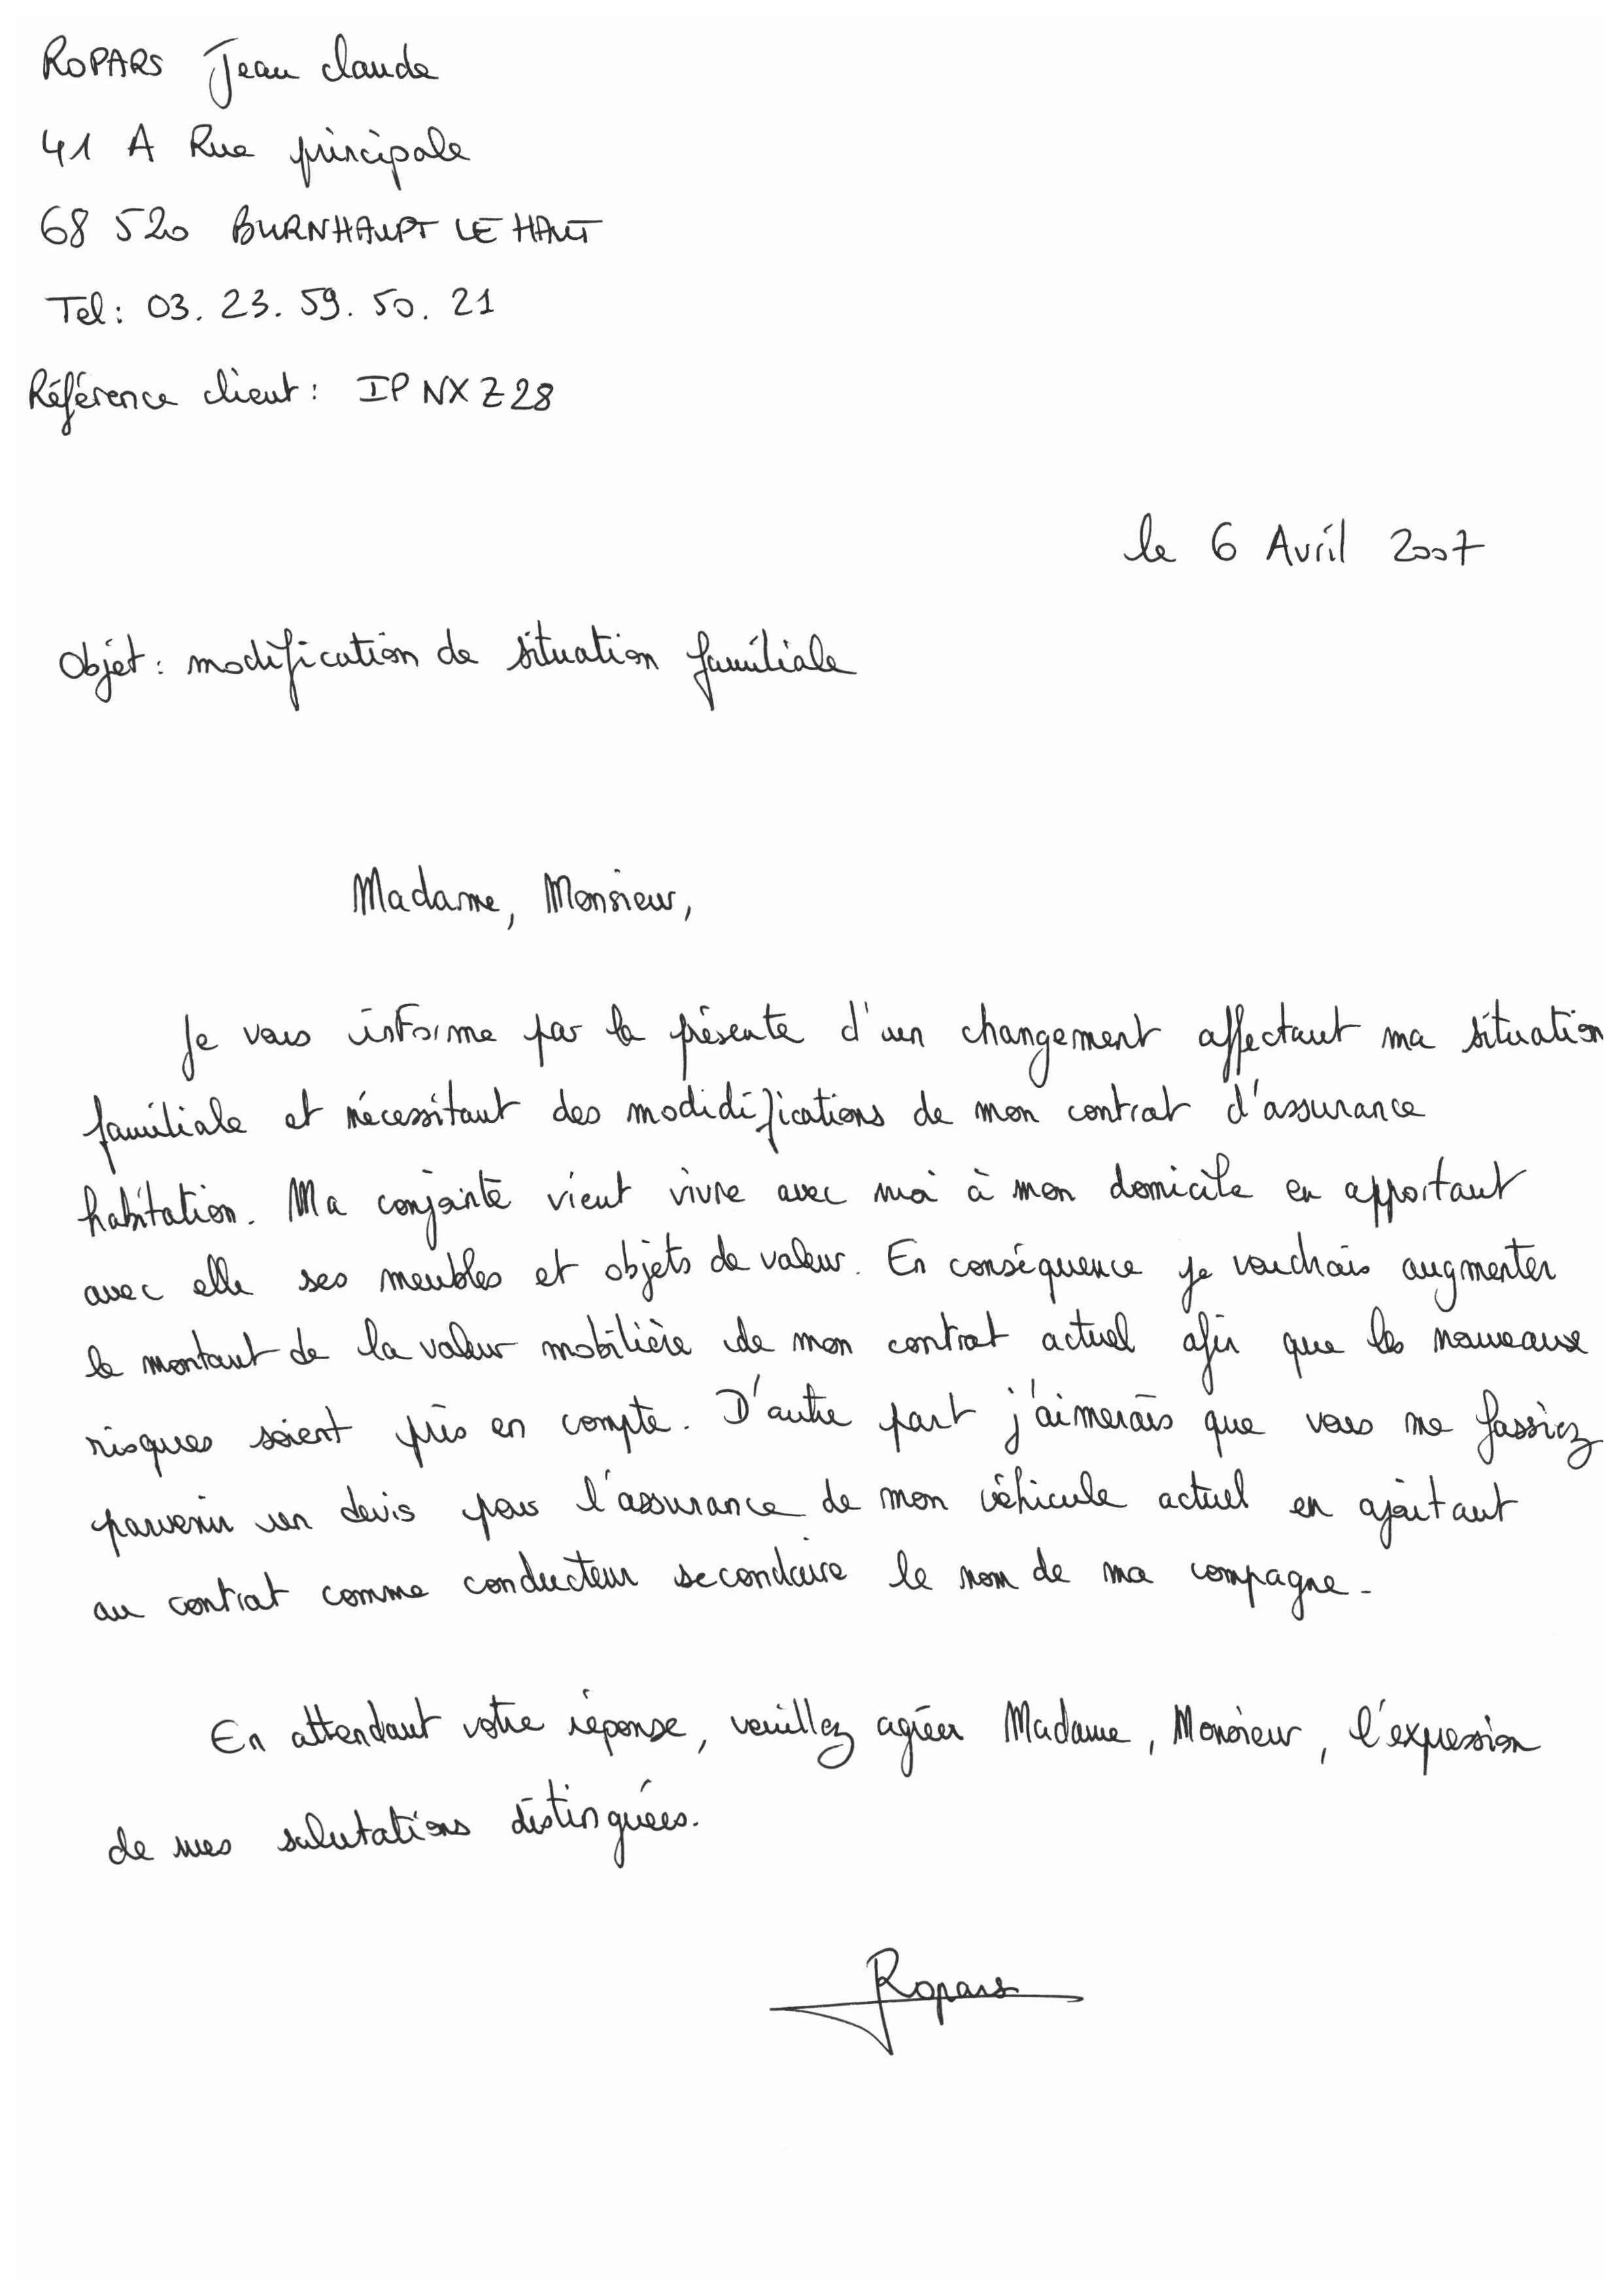 ROPARS Jean claude
41 A Rue principale
68 520 BURNHAUPT LE HAUT
Tel: 03. 23. 59. 50. 21
Référence client: IPNXZ28
le 6 Avril 2007
Objet: modification de situation familiale
Madame, Monsieur,
Je vous informe par la présente d'un changement affectant ma situation
familiale et nécessitant des modidifications de mon contrat d'assurance
habitation. Ma conjointe vient vivre avec moi à mon domicile en apportant
avec elle ses meubles et objets de valeur. En conséquence je voudrais augmenter
le montant de la valeur mobilière de mon contrat actuel afin que les nouveaux
risques soient pris en compte. D'autre part j'aimerais que vous me fassiez
parvenir un devis pour l'assurance de mon véhicule actuel en ajoutant
au contrat comme conducteur secondaire le nom de ma compagne.
En attendant votre réponse, veuillez agréer Madame, Monsieur, l'expression
de mes salutations distinguées.
Ropars